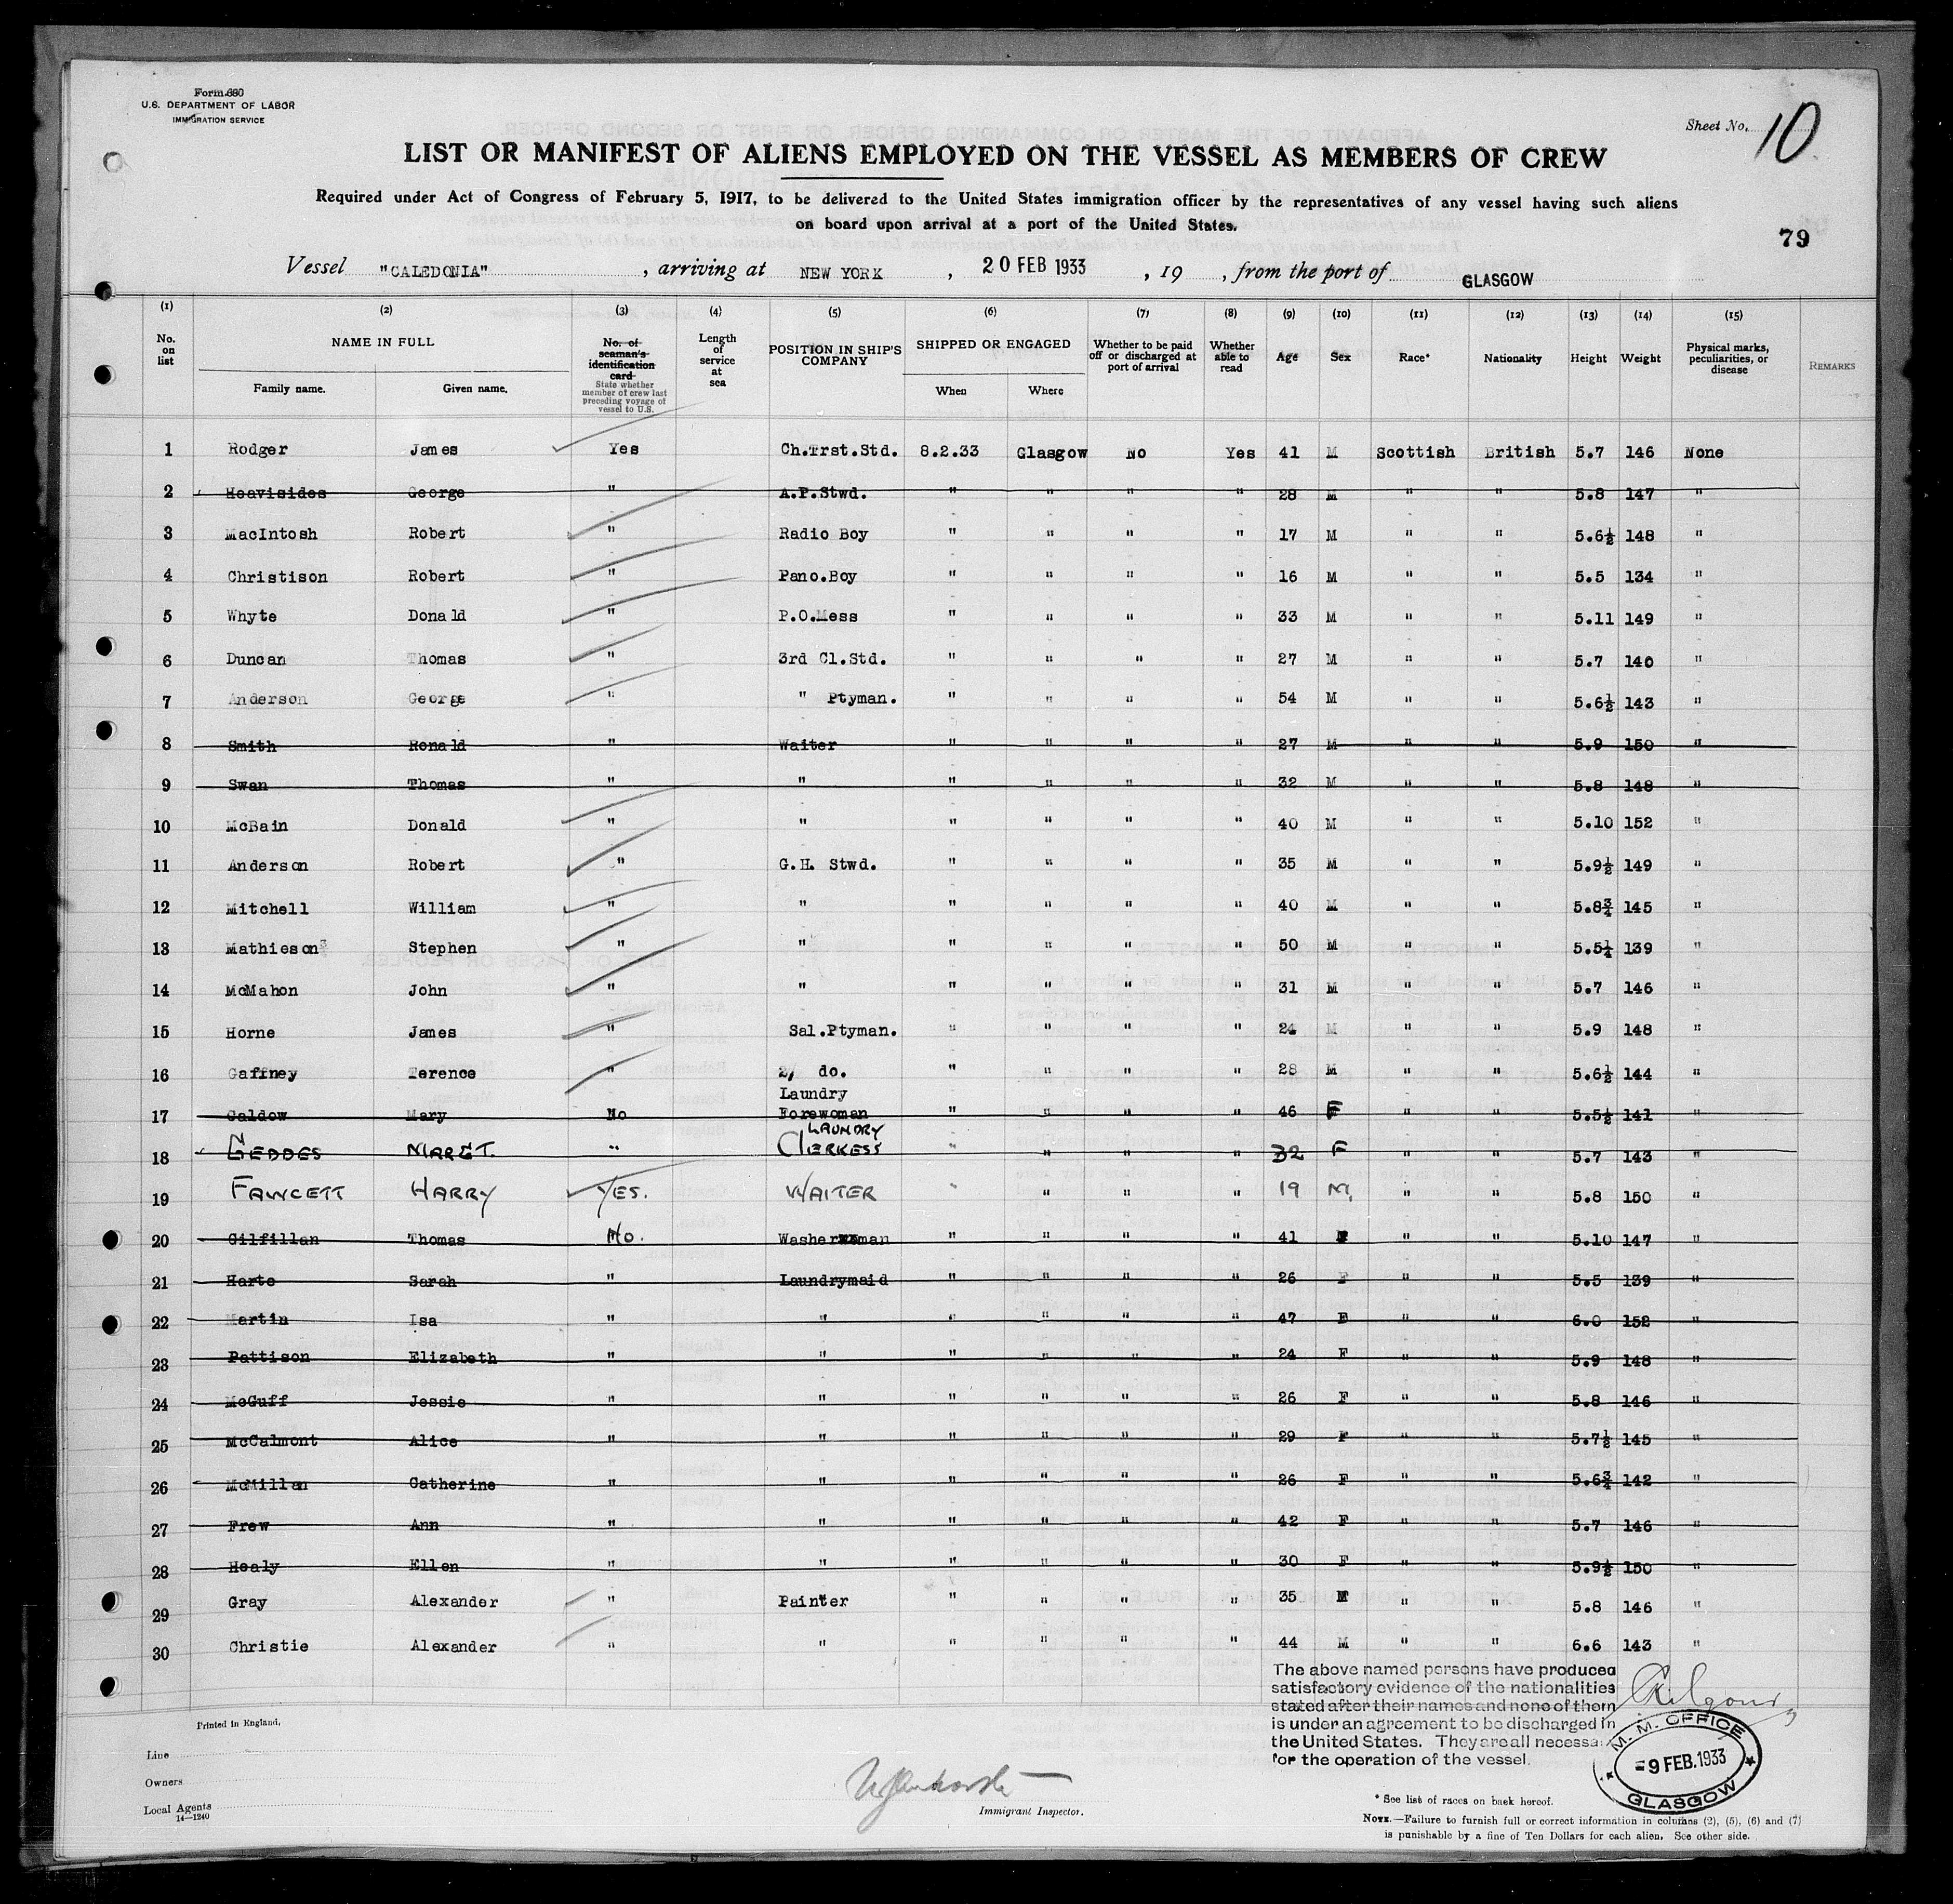 Form 680
U.S. DEPARTMENT OF LABOR
IMMIGRATION SERVICE
Sheet No. 10
LIST OR MANIFEST OF ALIENS EMPLOYED ON THE VESSEL AS MEMBERS OF CREW
Required under Act of Congress of February 5, 1917, to be delivered to the United States immigration officer by the representatives of any vessel having such aliens
on board upon arrival at a port of the United States.
79
Vessel "CALEDONIA", arriving at NEW YORK, 20 FEB 1933, 19 , from the port of GLASGOW
(1) (2) (3) (4) (5) (6) (7) (8) (9) (10) (11) (12) (13) (14) (15)
No. on list NAME IN FULL Family name. Given name. No. of seaman's identification card State whether member of crew last preceding voyage of vessel to U.S. Length of service at sea POSITION IN SHIP'S COMPANY SHIPPED OR ENGAGED When Where Whether to be paid off or discharged at port of arrival Whether able to read Age Sex Race* Nationality Height Weight Physical marks, peculiarities, or disease REMARKS
1 Rodger James Yes Ch.Trst.Std. 8.2.33 Glasgow No Yes 41 M Scottish British 5.7 146 None
2 Heavisides George " A.P.Stwd. " " " " 28 M " " 5.8 147 "
3 MacIntosh Robert " Radio Boy " " " " 17 M " " 5.6½ 148 "
4 Christison Robert " Pano.Boy " " " " 16 M " " 5.5 134 "
5 Whyte Donald " P.O.Mess " " " " 33 M " " 5.11 149 "
6 Duncan Thomas " 3rd Cl.Std. " " " " 27 M " " 5.7 140 "
7 Anderson George " " Ptyman. " " " " 54 M " " 5.6½ 143 "
8 Smith Ronald " Waiter " " " " 27 M " " 5.9 150 "
9 Swan Thomas " " " " " " 32 M " " 5.8 148 "
10 McBain Donald " " " " " " 40 M " " 5.10 152 "
11 Anderson Robert " G.H. Stwd. " " " " 35 M " " 5.9½ 149 "
12 Mitchell William " " " " " " 40 M " " 5.8¾ 145 "
13 Mathieson Stephen " " " " " " 50 M " " 5.5¼ 139 "
14 McMahon John " " " " " " 31 M " " 5.7 146 "
15 Horne James " Sal.Ptyman. " " " " 24 M " " 5.9 148 "
16 Gaffney Terence " 2, do. " " " " 28 M " " 5.6½ 144 "
17 Caldow Mary No Laundry Forewoman " " " " 46 F " " 5.5½ 141 "
18 GEDDES MARGT. " LAUNDRY CLERKESS " " " " 32 F " " 5.7 143 "
19 FAWCETT HARRY YES. WAITER " " " " 19 M. " " 5.8 150 "
20 Gilfillan Thomas No. Washerman " " " " 41 " " 5.10 147 "
21 Harte Sarah " Laundrymaid " " " " 26 F " " 5.5 139 "
22 Martin Isa " " " " " " 47 F " " 6.0 152 "
23 Pattison Elizabeth " " " " " " 24 F " " 5.9 148 "
24 McGuff Jessie " " " " " " 26 F " " 5.8 146 "
25 McCalmont Alice " " " " " " 29 F " " 5.7½ 145 "
26 McMillan Catherine " " " " " " 26 F " " 5.6¾ 142 "
27 Frew Ann " " " " " " 42 F " " 5.7 146 "
28 Healy Ellen " " " " " " 30 F " " 5.9½ 150 "
29 Gray Alexander " Painter " " " " 35 M " " 5.8 146 "
30 Christie Alexander " " " " " " 44 M " " 6.6 143 "
The above named persons have produced
satisfactory evidence of the nationalities
stated after their names and none of them
is under an agreement to be discharged in
the United States. They are all necessa
for the operation of the vessel.
M. M. OFFICE
9 FEB. 1933
GLASGOW
Printed in England.
Line
Owners
Local Agents
14—1240
Immigrant Inspector.
* See list of races on back hereof.
NOTE.—Failure to furnish full or correct information in columns (2), (5), (6) and (7)
is punishable by a fine of Ten Dollars for each alien. See other side.